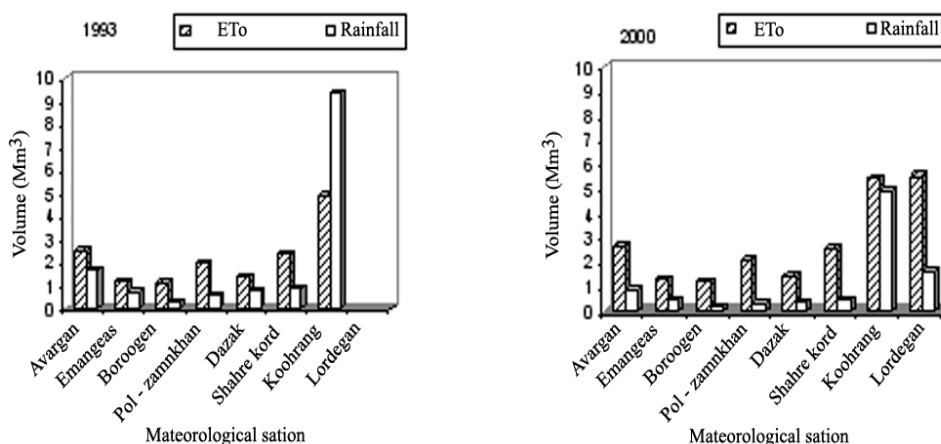 1993
ETo Rainfall
Volume (Mm³)
10
9
8
7
6
5
4
3
2
1
0
Avargan
Emangeas
Boroogen
Pol - zamnkhan
Dazak
Shahre kord
Koohrang
Lordegan
Mateorological sation
2000
ETo Rainfall
Volume (Mm³)
10
9
8
7
6
5
4
3
2
1
0
Avargan
Emangeas
Boroogen
Pol - zamnkhan
Dazak
Shahre kord
Koohrang
Lordegan
Mateorological sation